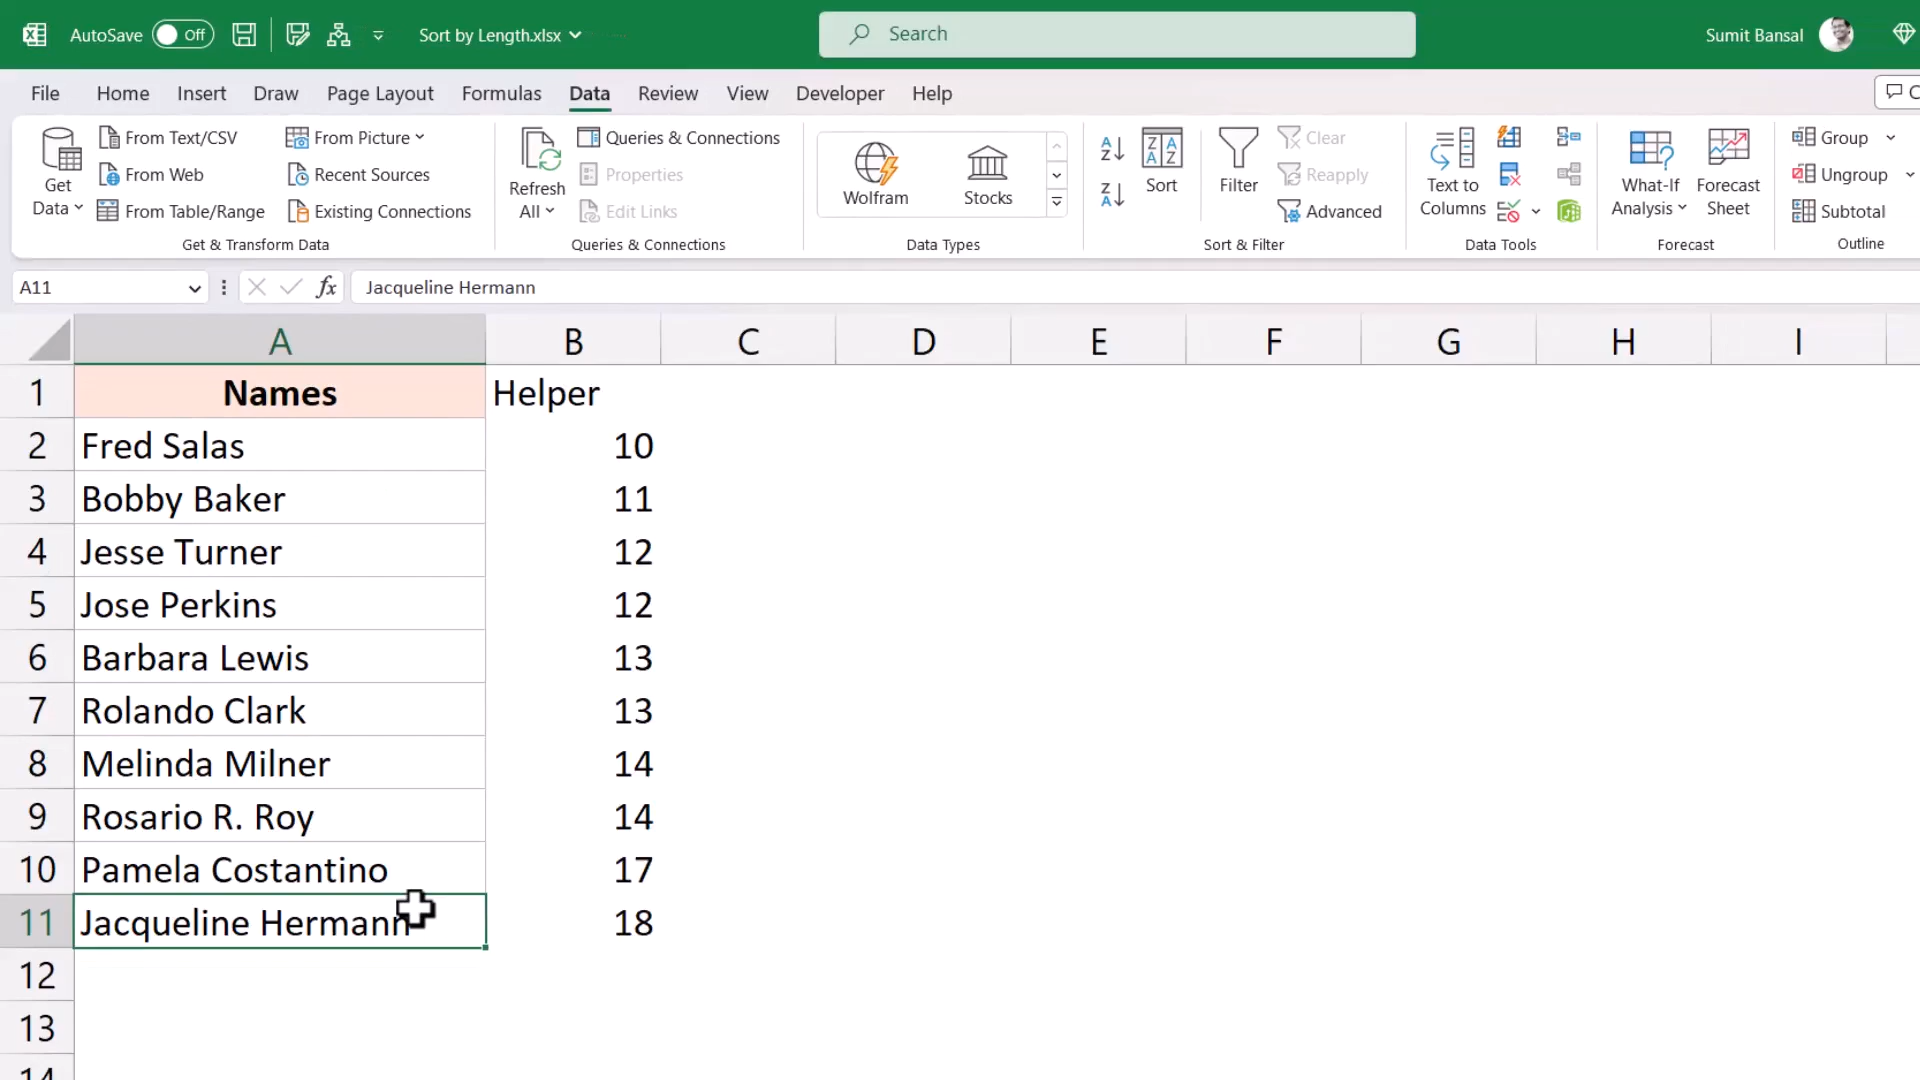 AutoSave Off Sort by Length.xlsx Search Sumit Bansal
File Home Insert Draw Page Layout Formulas Data Review View Developer Help
Get Data
From Text/CSV
From Web
From Table/Range
From Picture
Recent Sources
Existing Connections
Get & Transform Data
Refresh All
Queries & Connections
Properties
Edit Links
Queries & Connections
Wolfram
Stocks
Data Types
Sort
Filter
Clear
Reapply
Advanced
Sort & Filter
Text to Columns
Data Tools
What-If Analysis
Forecast Sheet
Forecast
Group
Ungroup
Subtotal
Outline
A11 fx Jacqueline Hermann
A B C D E F G H I
1 Names Helper
2 Fred Salas 10
3 Bobby Baker 11
4 Jesse Turner 12
5 Jose Perkins 12
6 Barbara Lewis 13
7 Rolando Clark 13
8 Melinda Milner 14
9 Rosario R. Roy 14
10 Pamela Costantino 17
11 Jacqueline Hermann 18
12
13
14